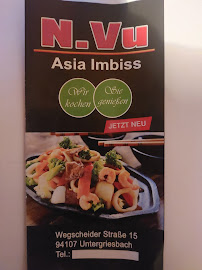 N.Vu
Asia Imbiss
Wir
kochen
Sie
genießen
JETZT NEU
Wegscheider Straße 15
94107 Untergriesbach
Tel.: